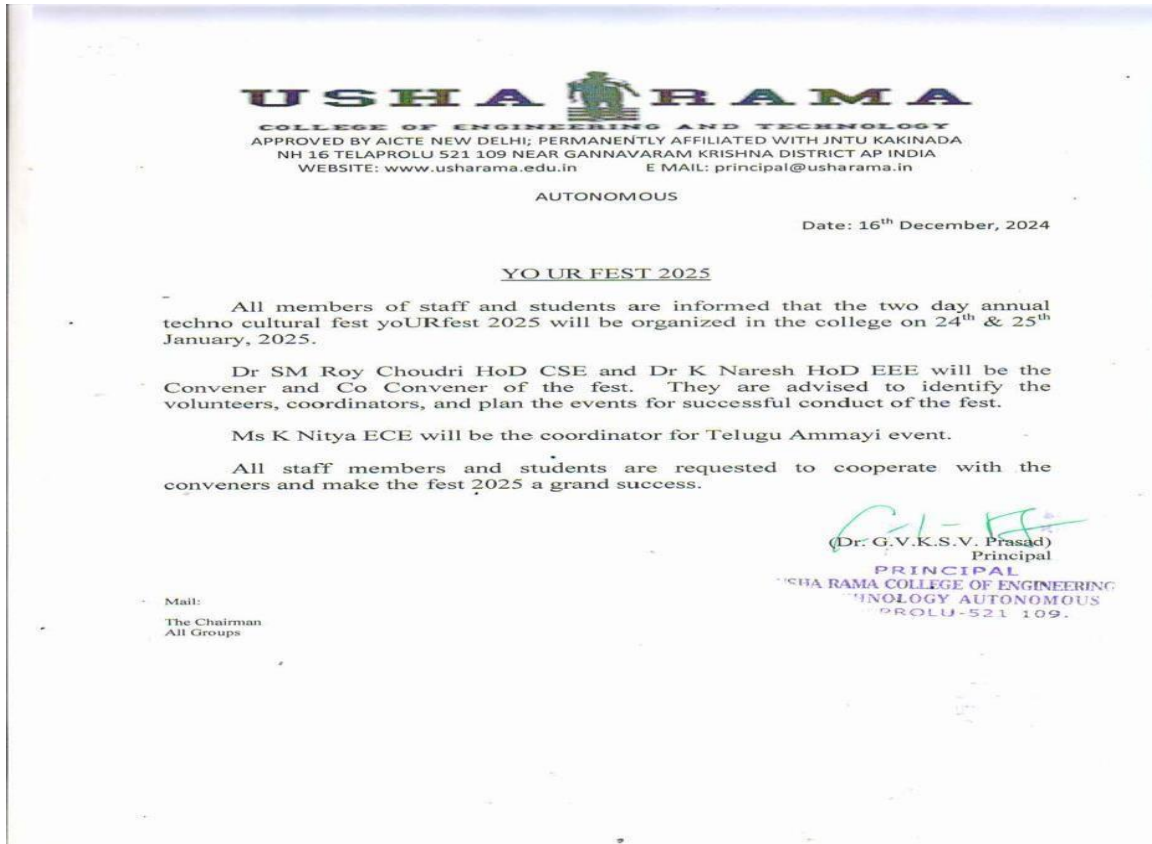 USHA RAMA
COLLEGE OF ENGINEERING AND TECHNOLOGY
APPROVED BY AICTE NEW DELHI; PERMANENTLY AFFILIATED WITH JNTU KAKINADA
NH 16 TELAPROLU 521 109 NEAR GANNAVARAM KRISHNA DISTRICT AP INDIA
WEBSITE: www.usharama.edu.in E MAIL: principal@usharama.in
AUTONOMOUS
Date: 16th December, 2024
YO UR FEST 2025
All members of staff and students are informed that the two day annual
techno cultural fest yoURfest 2025 will be organized in the college on 24th & 25th
January, 2025.
Dr SM Roy Choudri HoD CSE and Dr K Naresh HoD EEE will be the
Convener and Co Convener of the fest. They are advised to identify the
volunteers, coordinators, and plan the events for successful conduct of the fest.
Ms K Nitya ECE will be the coordinator for Telugu Ammayi event.
All staff members and students are requested to cooperate with the
conveners and make the fest 2025 a grand success.
(Dr. G.V.K.S.V. Prasad)
Principal
PRINCIPAL
USHA RAMA COLLEGE OF ENGINEERING
HNOLOGY AUTONOMOUS
PROLU-521 109.
Mail:
The Chairman
All Groups